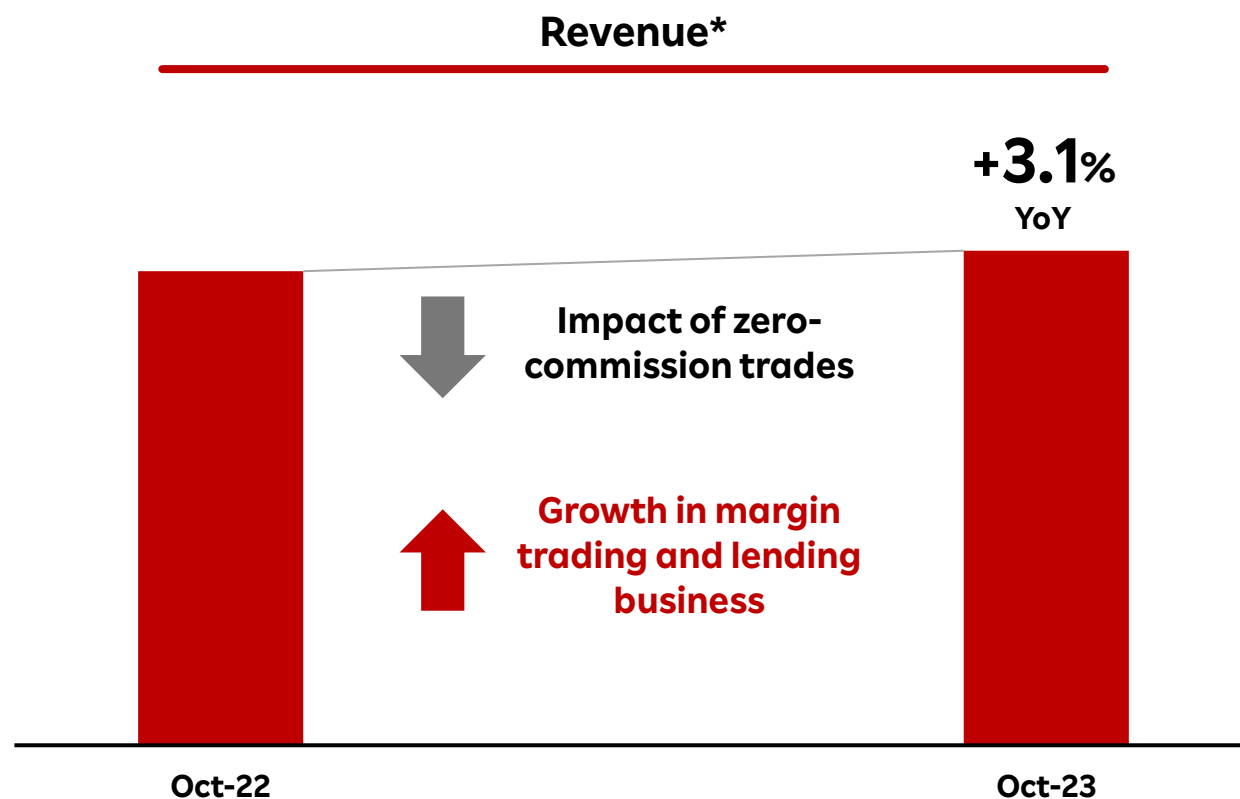 Revenue*
+3.1%
YoY
Impact of zero-
commission trades
Growth in margin
trading and lending
business
Oct-22
Oct-23